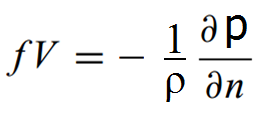 fV = − 1/ρ ∂p/∂n